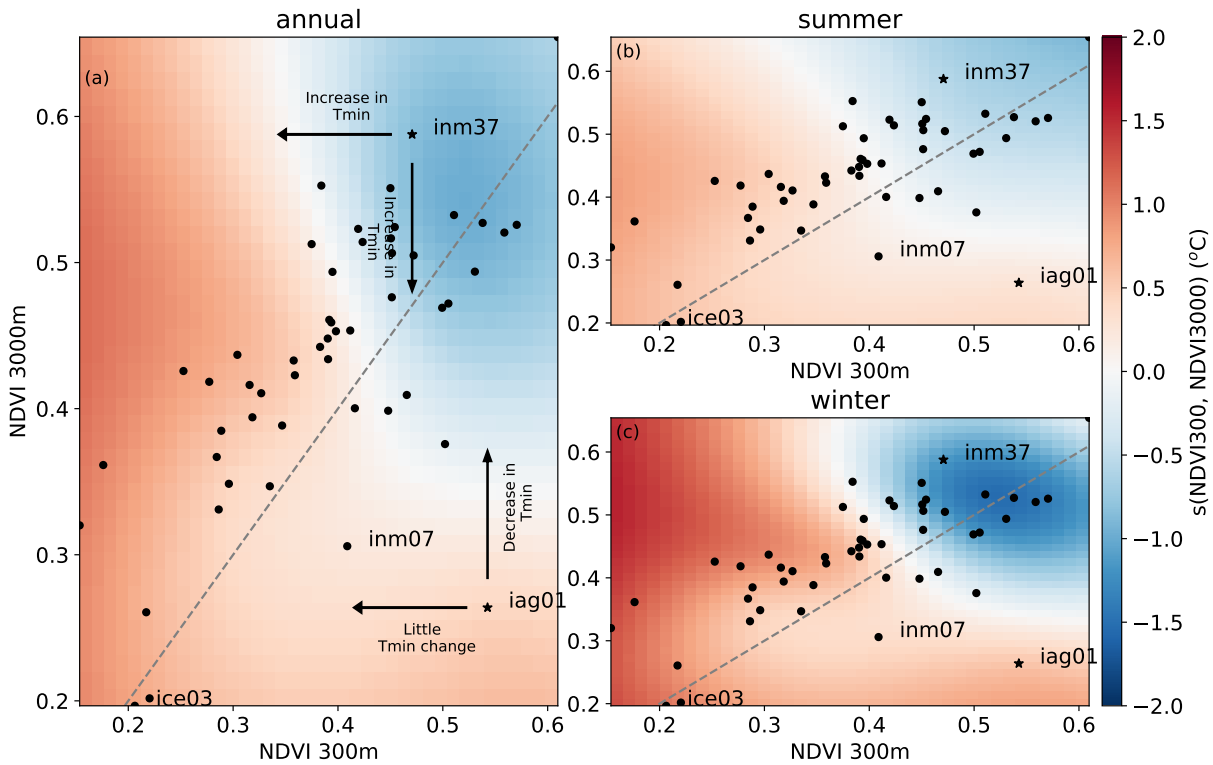 annual
(a)
Increase in
Tmin
inm37
Increase in
Tmin
Decrease in
Tmin
inm07
iag01
Little
Tmin change
ice03
0.6
0.5
0.4
0.3
0.2
NDVI 3000m
0.2
0.3
0.4
0.5
0.6
NDVI 300m
summer
(b)
inm37
inm07
iag01
ice03
0.6
0.5
0.4
0.3
0.2
0.2
0.3
0.4
0.5
0.6
NDVI 300m
winter
(c)
inm37
inm07
iag01
ice03
0.6
0.5
0.4
0.3
0.2
0.2
0.3
0.4
0.5
0.6
NDVI 300m
2.0
1.5
1.0
0.5
0.0
−0.5
−1.0
−1.5
−2.0
s(NDVI300, NDVI3000) (°C)